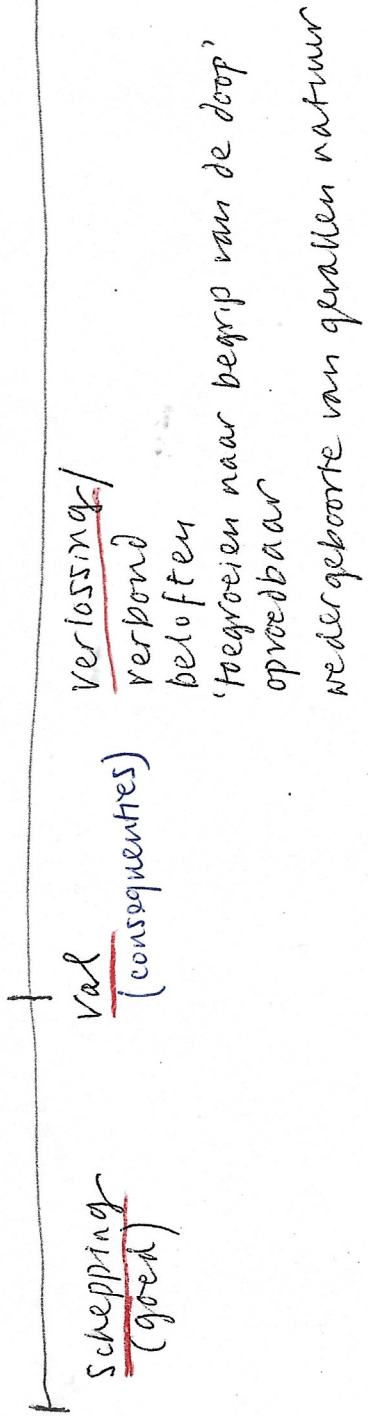 Schepping
(goed)
Val
(consequenties)
Verlossing/
verbond
beloften
'toegroeien naar begrip van de doop'
opvoedbaar
wedergeboorte van gevallen natuur